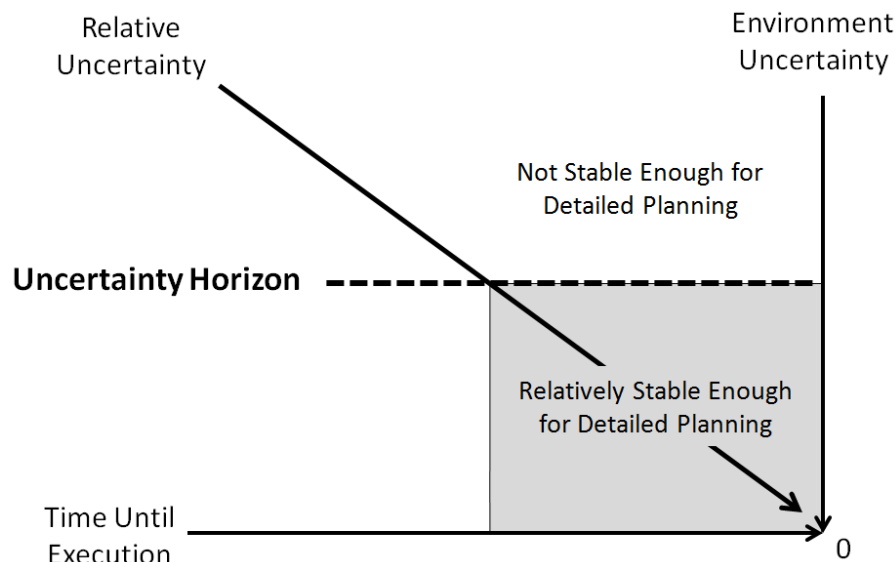 Relative
Uncertainty
Environment
Uncertainty
Not Stable Enough for
Detailed Planning
Uncertainty Horizon
Relatively Stable Enough
for Detailed Planning
Time Until
Execution
0